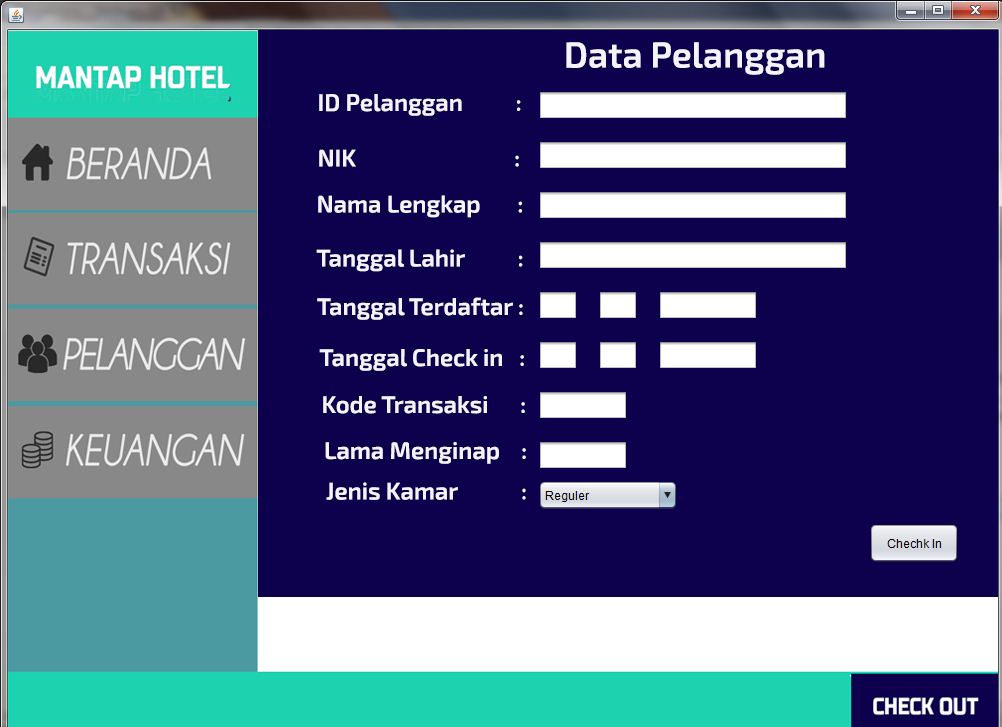 MANTAP HOTEL
BERANDA
TRANSAKSI
PELANGGAN
KEUANGAN
Data Pelanggan
ID Pelanggan :
NIK :
Nama Lengkap :
Tanggal Lahir :
Tanggal Terdaftar :
Tanggal Check in :
Kode Transaksi :
Lama Menginap :
Jenis Kamar : Reguler
Chechk In
CHECK OUT